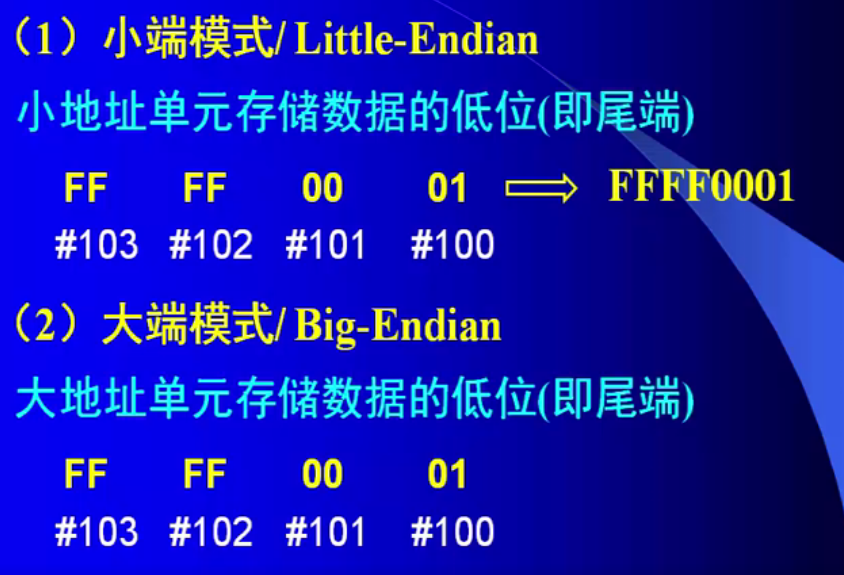 （1）小端模式/ Little-Endian
小地址单元存储数据的低位(即尾端)
FF FF 00 01 ⇒ FFFF0001
#103 #102 #101 #100
（2）大端模式/ Big-Endian
大地址单元存储数据的低位(即尾端)
FF FF 00 01
#103 #102 #101 #100